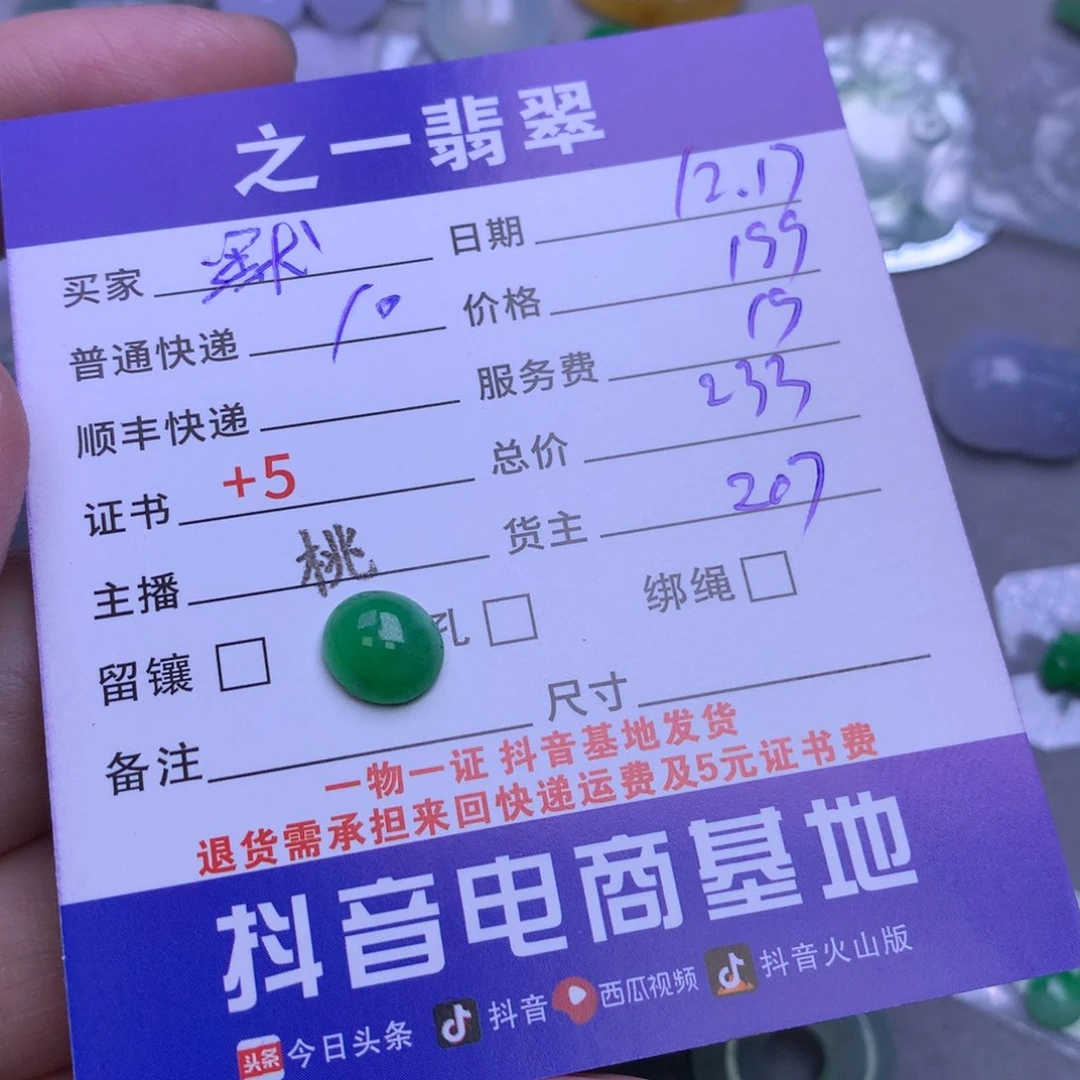 之一翡翠
买家 默 日期 12.17
普通快递 10 价格 199
顺丰快递 服务费 19
证书 +5 总价 233
主播 桃 货主 207
留镶 孔 绑绳
备注 尺寸
一物一证 抖音基地发货
退货需承担来回快递运费及5元证书费
抖音电商基地
头条 今日头条 抖音 西瓜视频 抖音火山版